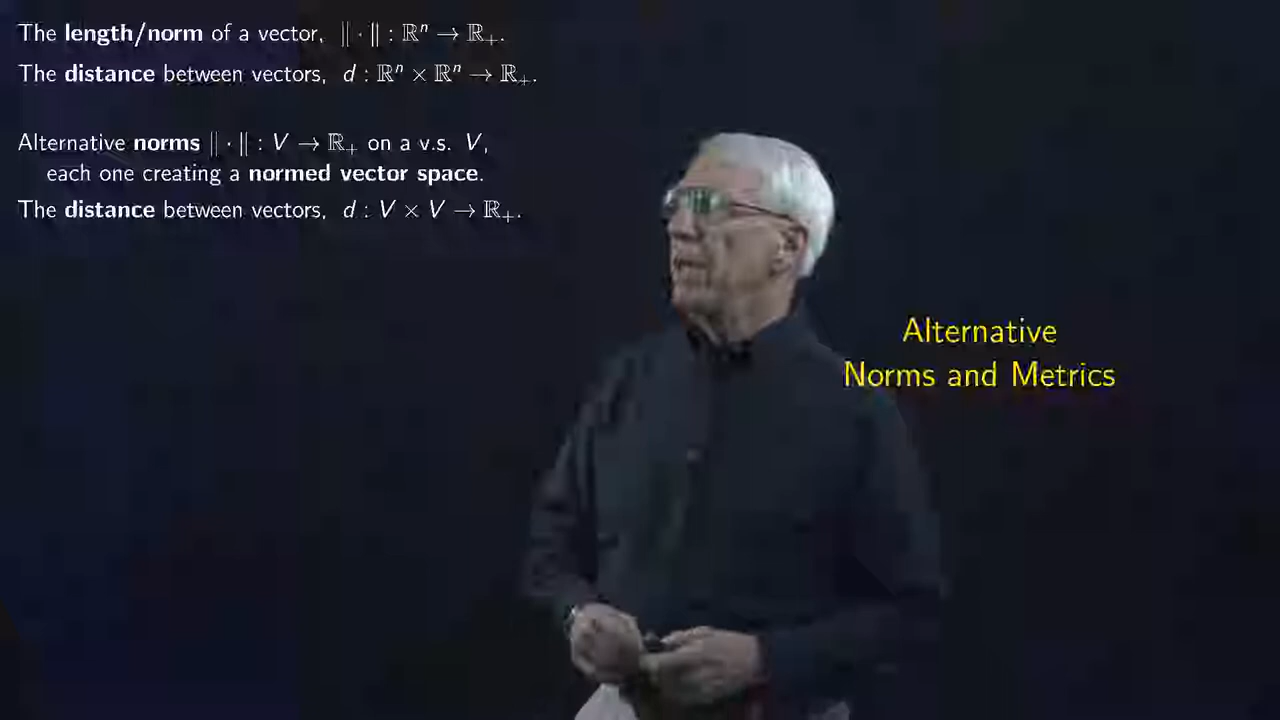 The length/norm of a vector, ‖ · ‖ : ℝⁿ → ℝ₊.
The distance between vectors, d : ℝⁿ × ℝⁿ → ℝ₊.
Alternative norms ‖ · ‖ : V → ℝ₊ on a v.s. V,
each one creating a normed vector space.
The distance between vectors, d : V × V → ℝ₊.
Alternative
Norms and Metrics